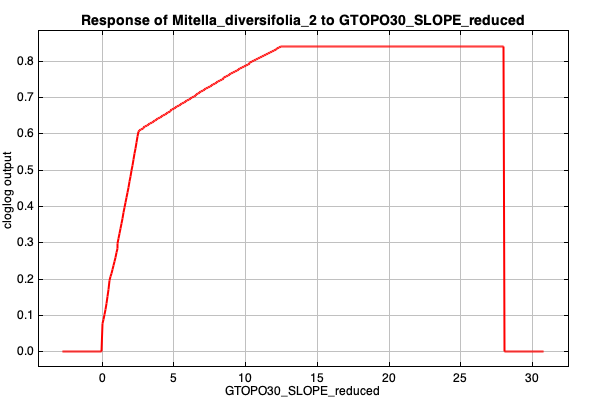 Response of Mitella_diversifolia_2 to GTOPO30_SLOPE_reduced
0.8
0.7
0.6
0.5
0.4
0.3
0.2
0.1
0.0
cloglog output
0 5 10 15 20 25 30
GTOPO30_SLOPE_reduced